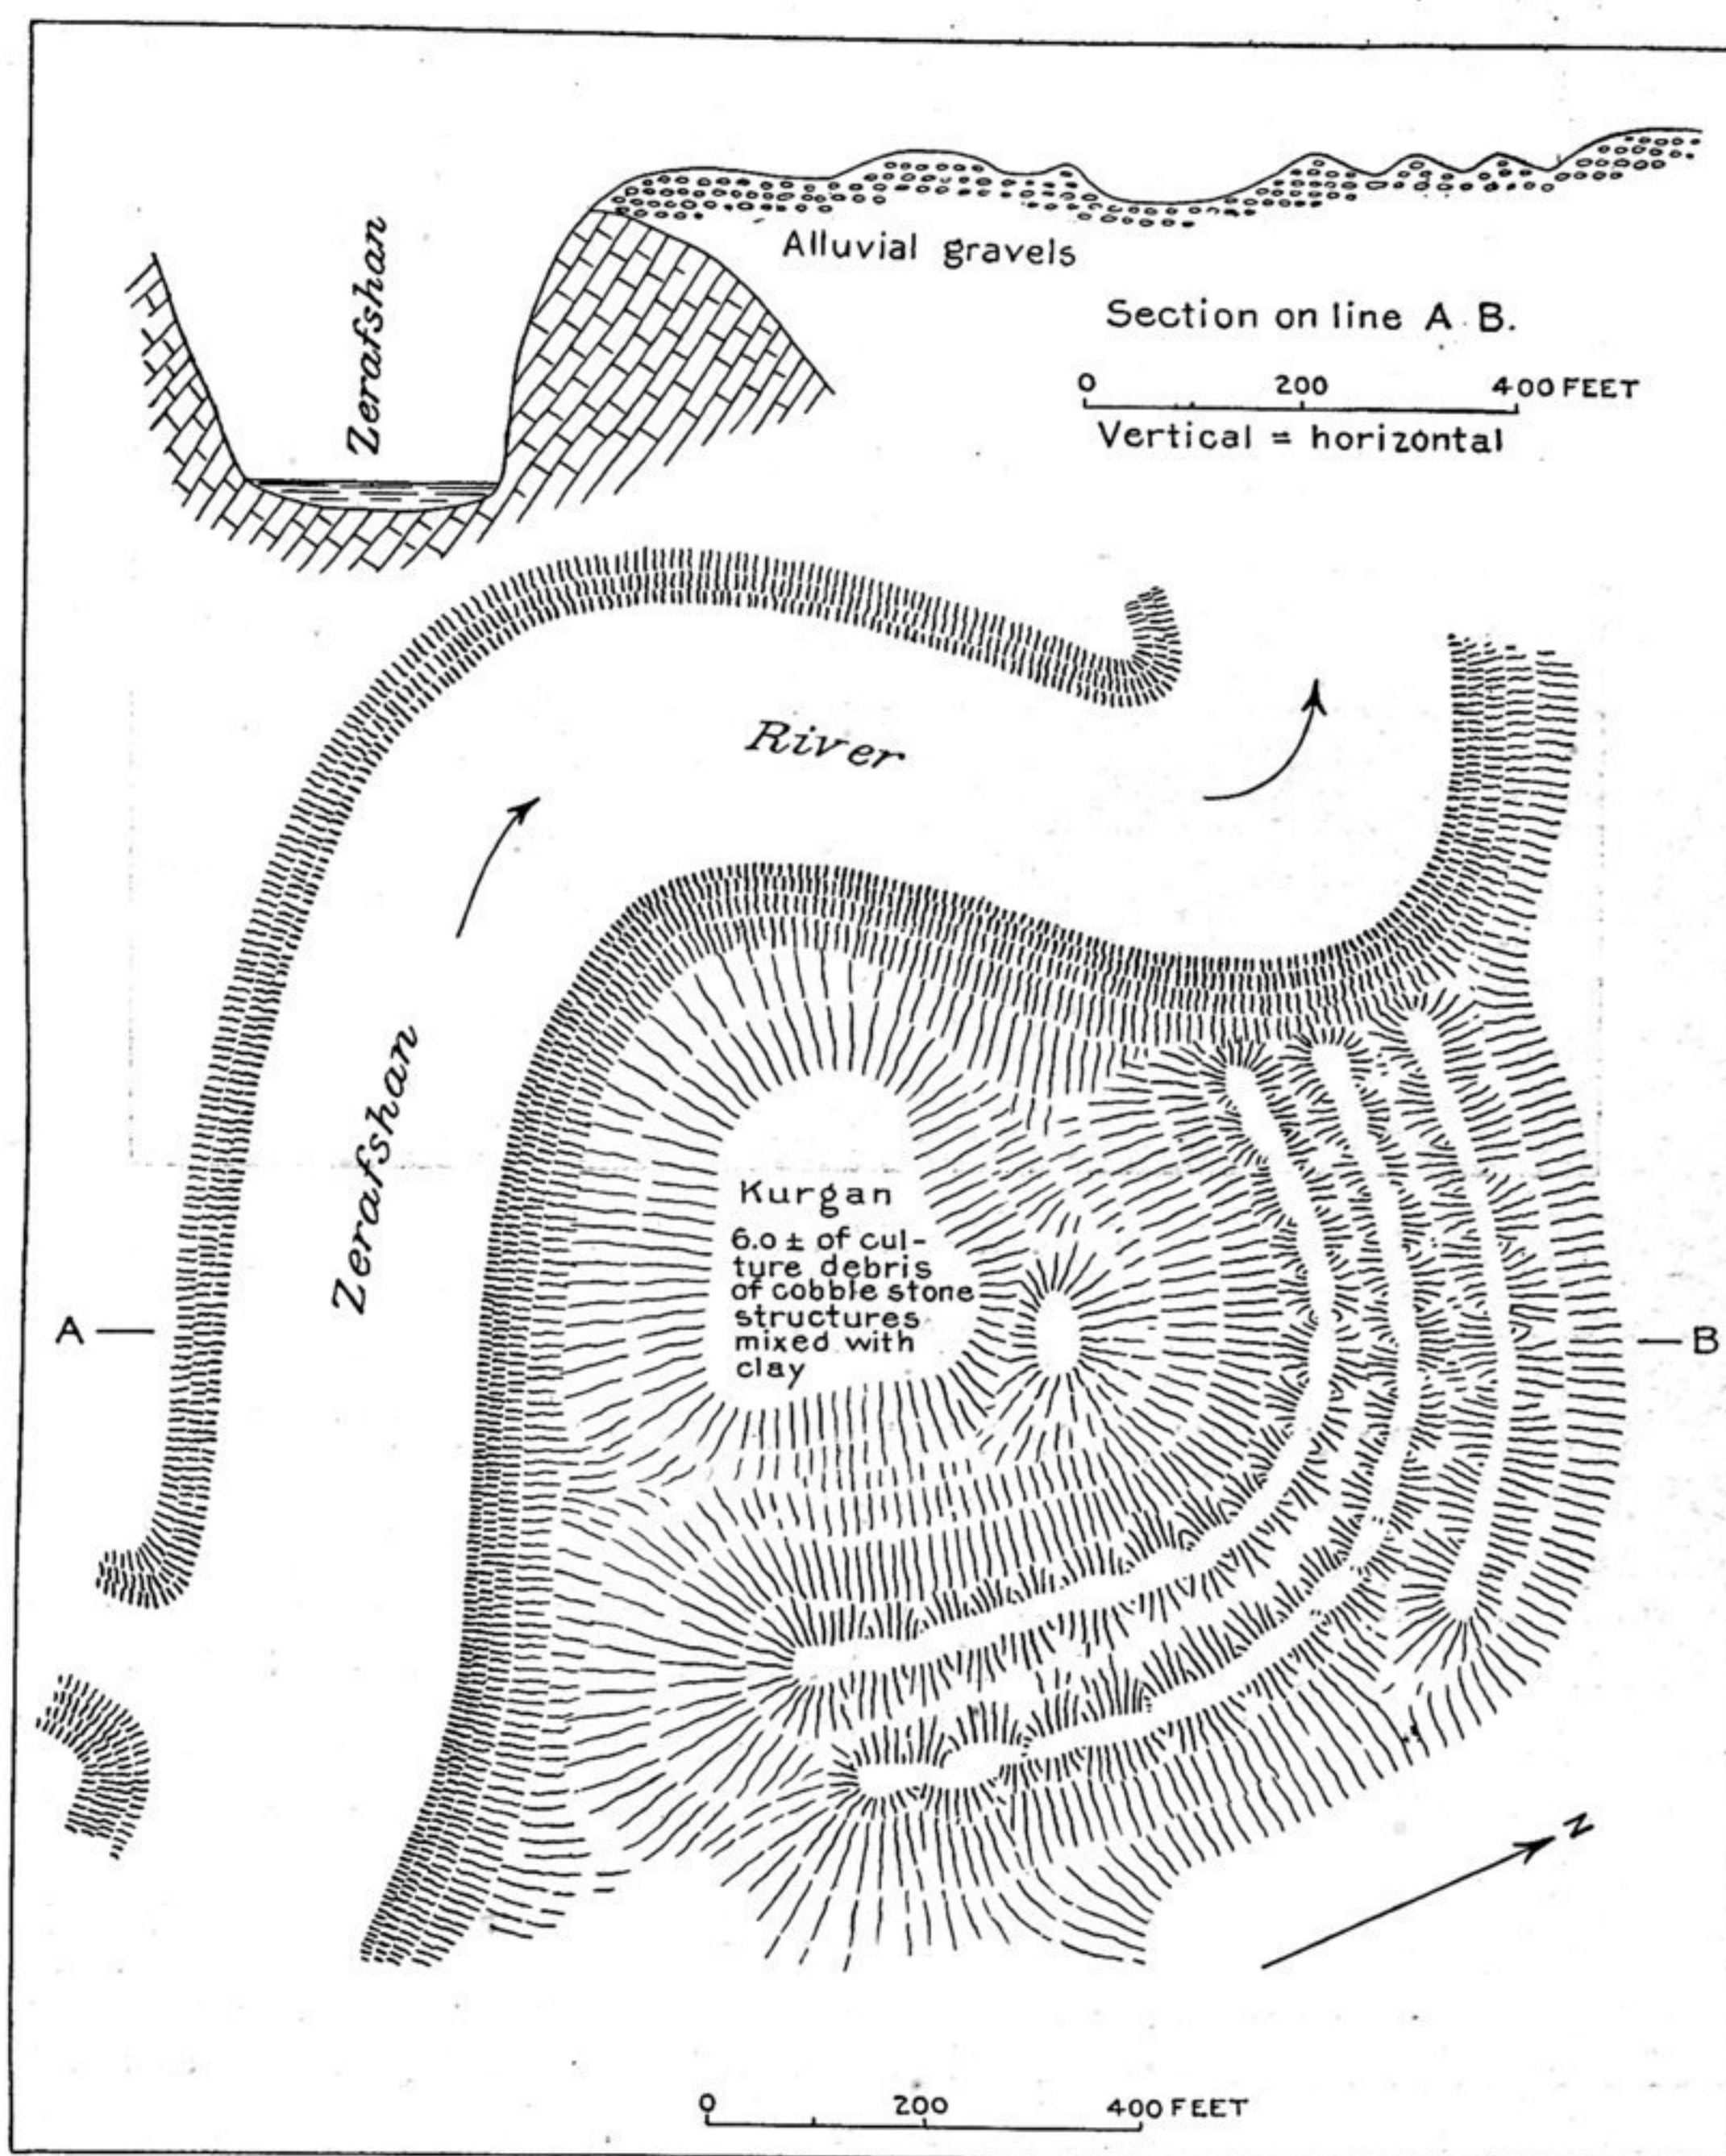 Zerafshan
Alluvial gravels
Section on line A B.
0 200 400 FEET
Vertical = horizontal
River
Zerafshan
Kurgan
6.0 ± of cul-
ture debris
of cobble stone
structures
mixed with
clay
A
B
N
0 200 400 FEET